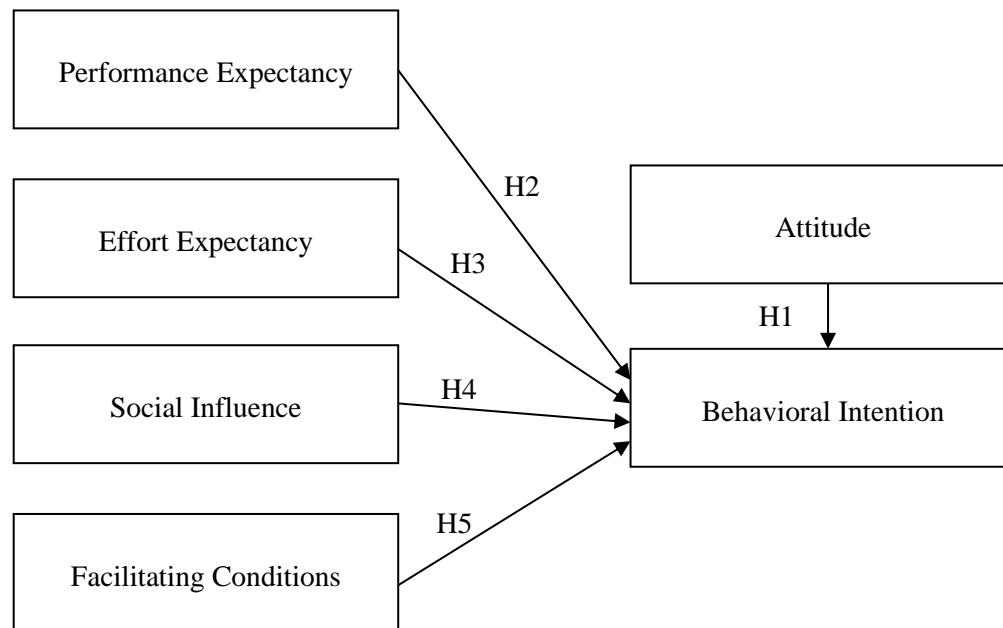 Performance Expectancy
H2
Effort Expectancy
Attitude
H3
H1
Social Influence
H4
Behavioral Intention
H5
Facilitating Conditions